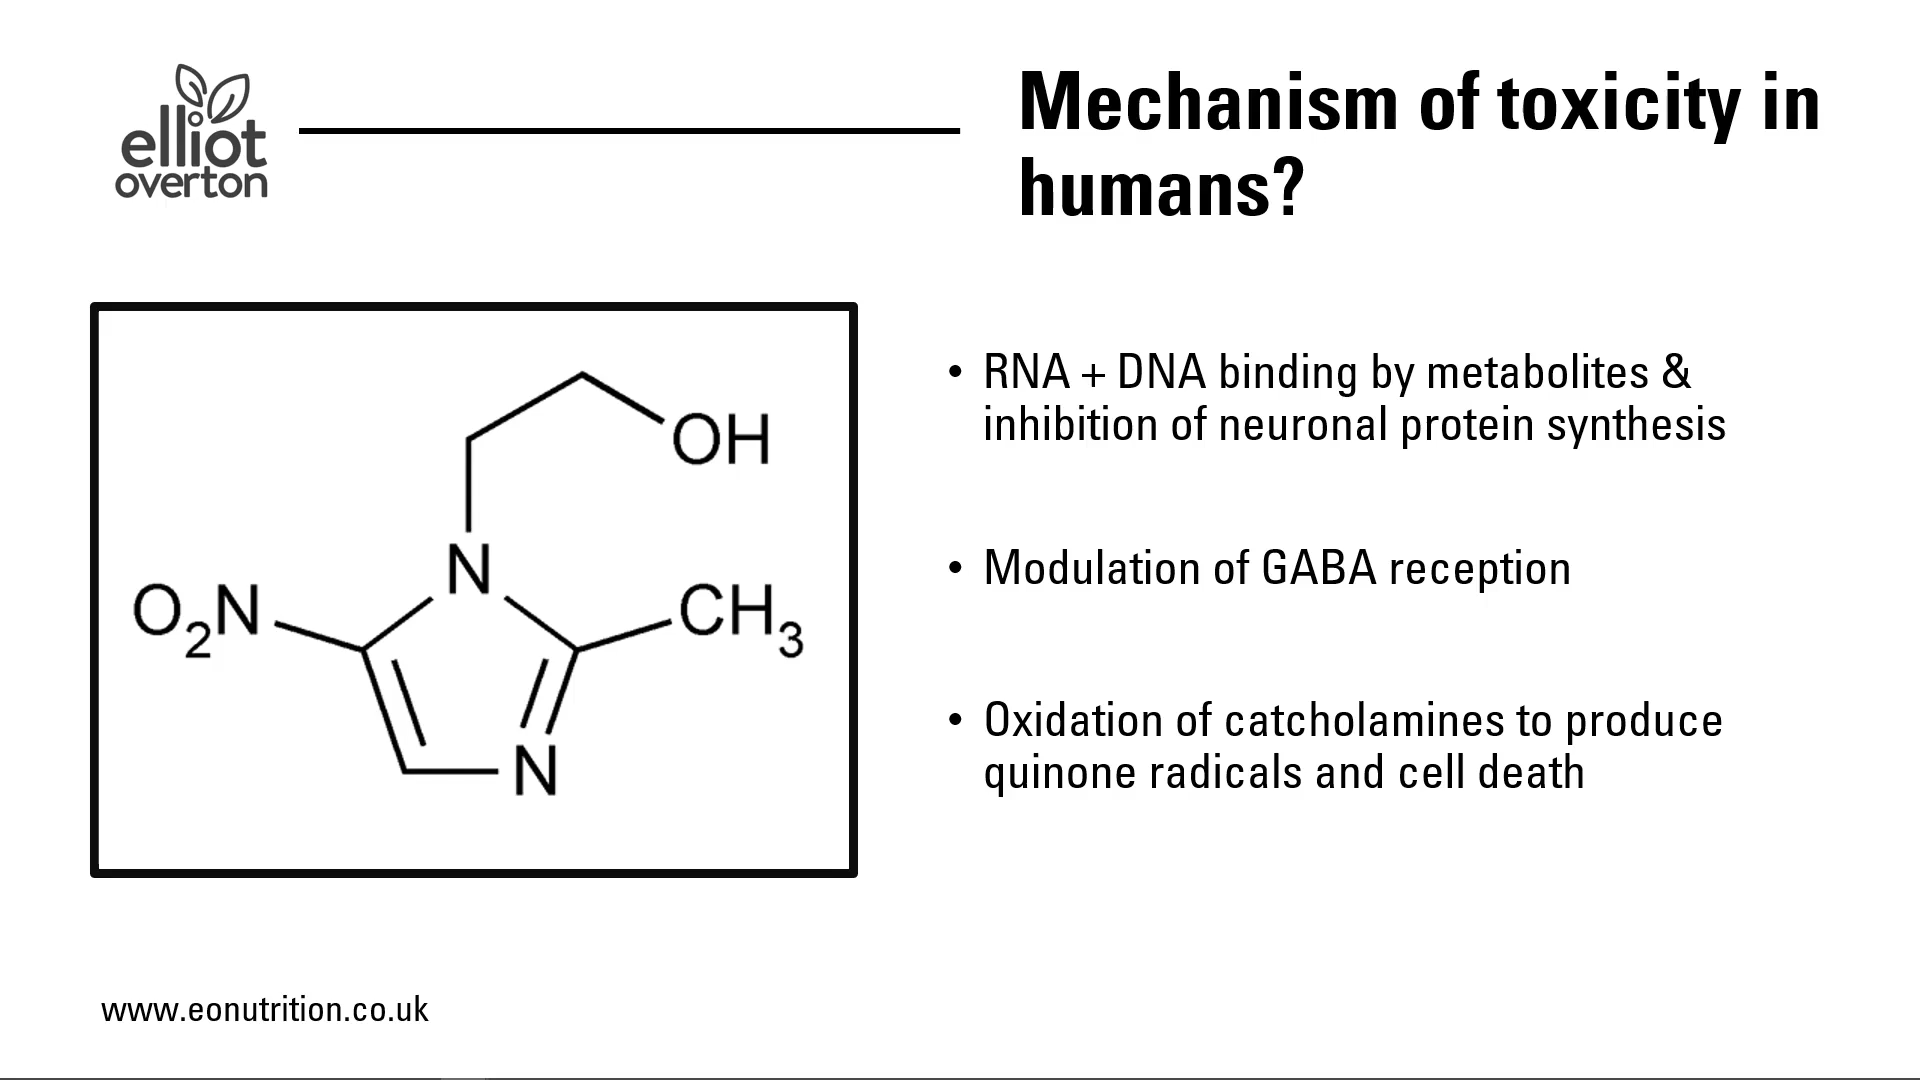 elliot
overton
Mechanism of toxicity in
humans?
OH
N
O2N
CH3
N
• RNA + DNA binding by metabolites &
inhibition of neuronal protein synthesis
• Modulation of GABA reception
• Oxidation of catcholamines to produce
quinone radicals and cell death
www.eonutrition.co.uk